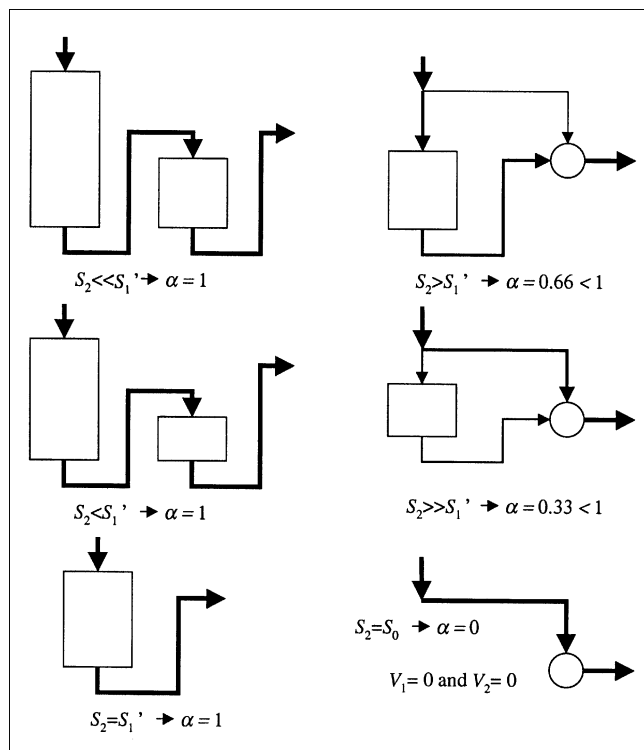 S₂<<S₁’ → α = 1
S₂<S₁’ → α = 1
S₂=S₁’ → α = 1
S₂>S₁’ → α = 0.66 < 1
S₂>>S₁’ → α = 0.33 < 1
S₂=S₀ → α = 0
V₁= 0 and V₂= 0